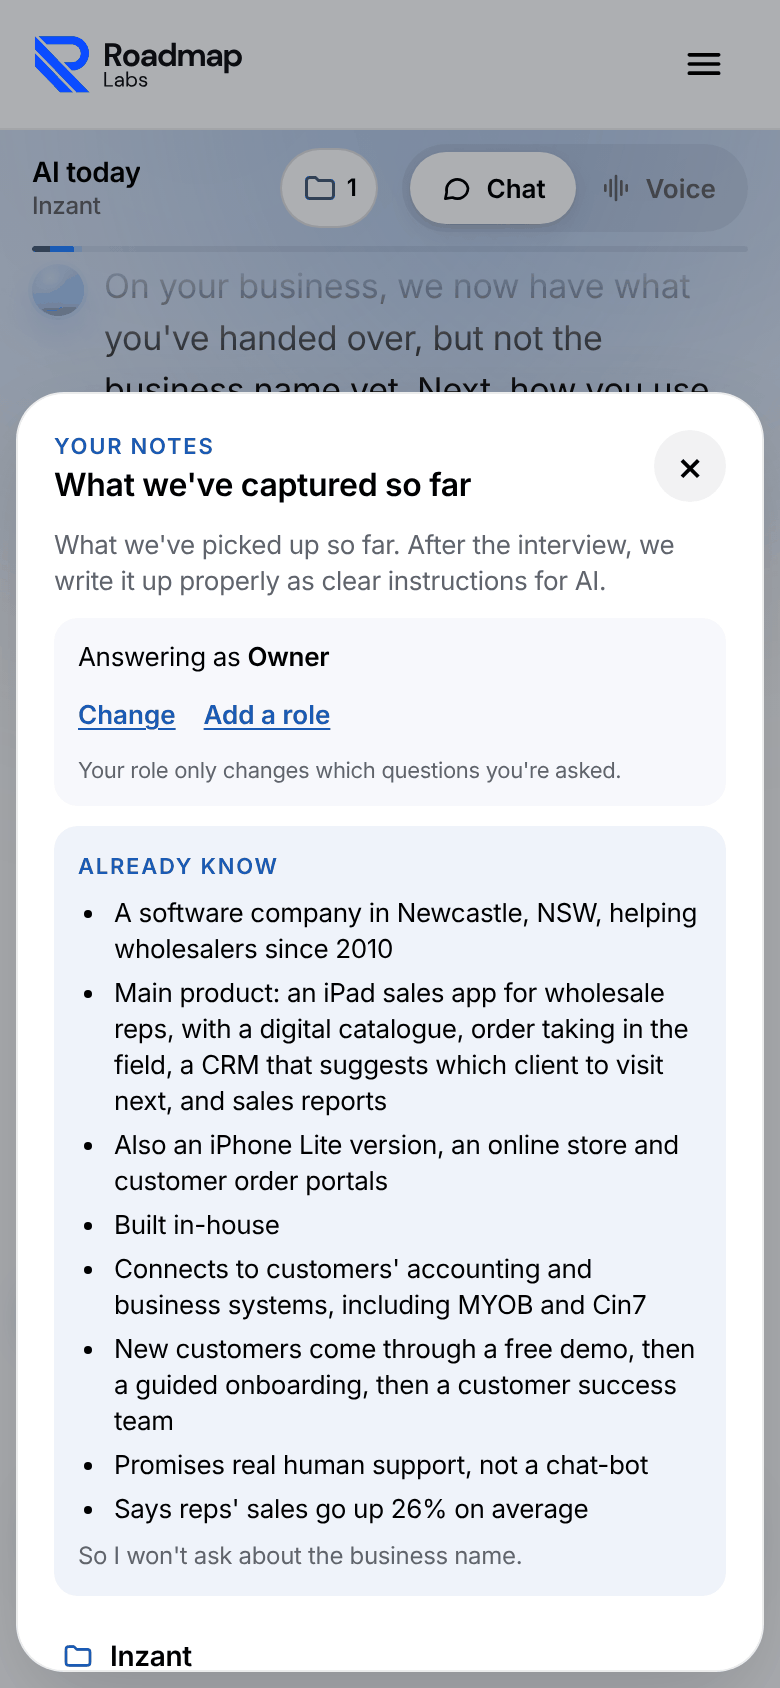 Roadmap
Labs
AI today
Inzant
1
Chat
Voice
On your business, we now have what
you've handed over, but not the
business name yet. Next, how you use
YOUR NOTES
What we've captured so far
What we've picked up so far. After the interview, we
write it up properly as clear instructions for AI.
Answering as Owner
Change Add a role
Your role only changes which questions you're asked.
ALREADY KNOW
• A software company in Newcastle, NSW, helping
wholesalers since 2010
• Main product: an iPad sales app for wholesale
reps, with a digital catalogue, order taking in the
field, a CRM that suggests which client to visit
next, and sales reports
• Also an iPhone Lite version, an online store and
customer order portals
• Built in-house
• Connects to customers' accounting and
business systems, including MYOB and Cin7
• New customers come through a free demo, then
a guided onboarding, then a customer success
team
• Promises real human support, not a chat-bot
• Says reps' sales go up 26% on average
So I won't ask about the business name.
Inzant